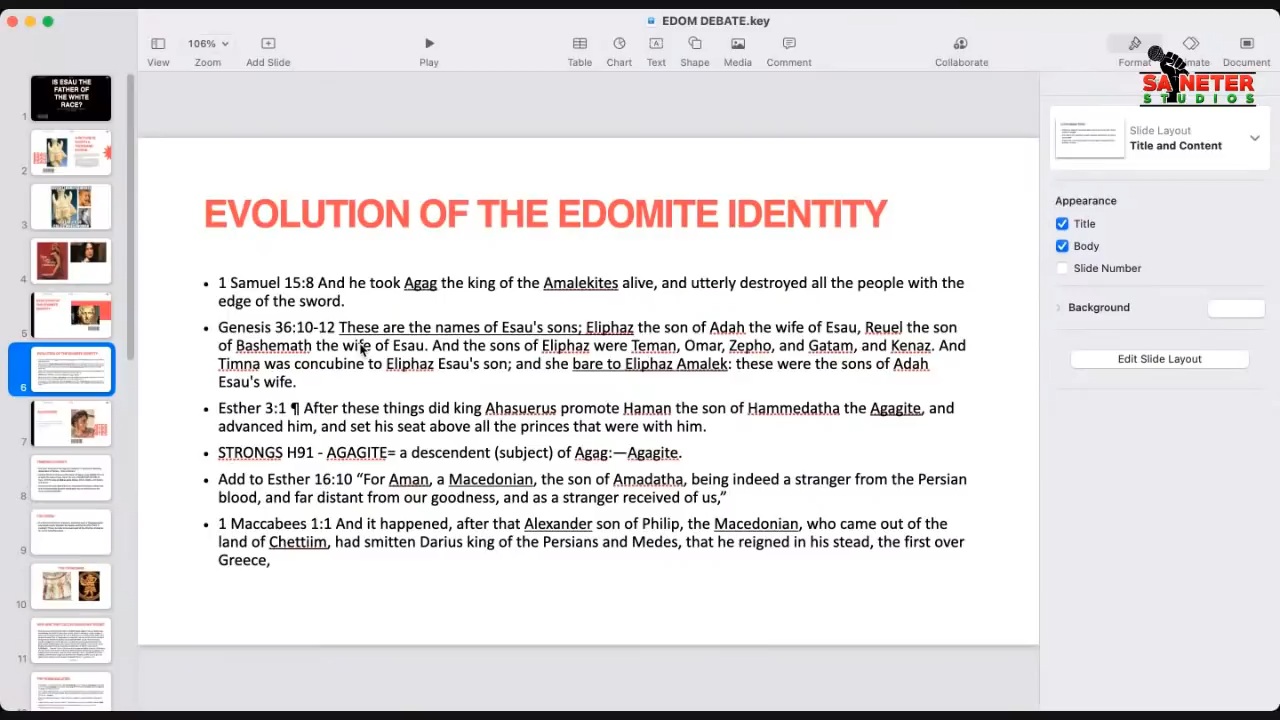 EDOM DEBATE.key
106%
View
Zoom
Add Slide
Play
Table
Chart
Text
Shape
Media
Comment
Collaborate
Format
Document
SA NETER
STUDIOS
1
IS ESAU THE
FATHER OF
THE WHITE
RACE?
2
3
4
5
6
7
8
9
10
11
EVOLUTION OF THE EDOMITE IDENTITY
• 1 Samuel 15:8 And he took Agag the king of the Amalekites alive, and utterly destroyed all the people with the
edge of the sword.
• Genesis 36:10-12 These are the names of Esau's sons; Eliphaz the son of Adah the wife of Esau, Reuel the son
of Bashemath the wife of Esau. And the sons of Eliphaz were Teman, Omar, Zepho, and Gatam, and Kenaz. And
Timna was concubine to Eliphaz Esau's son; and she bare to Eliphaz Amalek: these were the sons of Adah
Esau's wife.
• Esther 3:1 ¶ After these things did king Ahasuerus promote Haman the son of Hammedatha the Agagite, and
advanced him, and set his seat above all the princes that were with him.
• STRONGS H91 - AGAGITE= a descendent (subject) of Agag:—Agagite.
• Add to Esther 16:10 “For Aman, a Macedonian, the son of Amadatha, being indeed a stranger from the Persian
blood, and far distant from our goodness, and as a stranger received of us,”
• 1 Maccabees 1:1 And it happened, after that Alexander son of Philip, the Macedonian, who came out of the
land of Chettiim, had smitten Darius king of the Persians and Medes, that he reigned in his stead, the first over
Greece,
Slide Layout
Title and Content
Appearance
Title
Body
Slide Number
Background
Edit Slide Layout